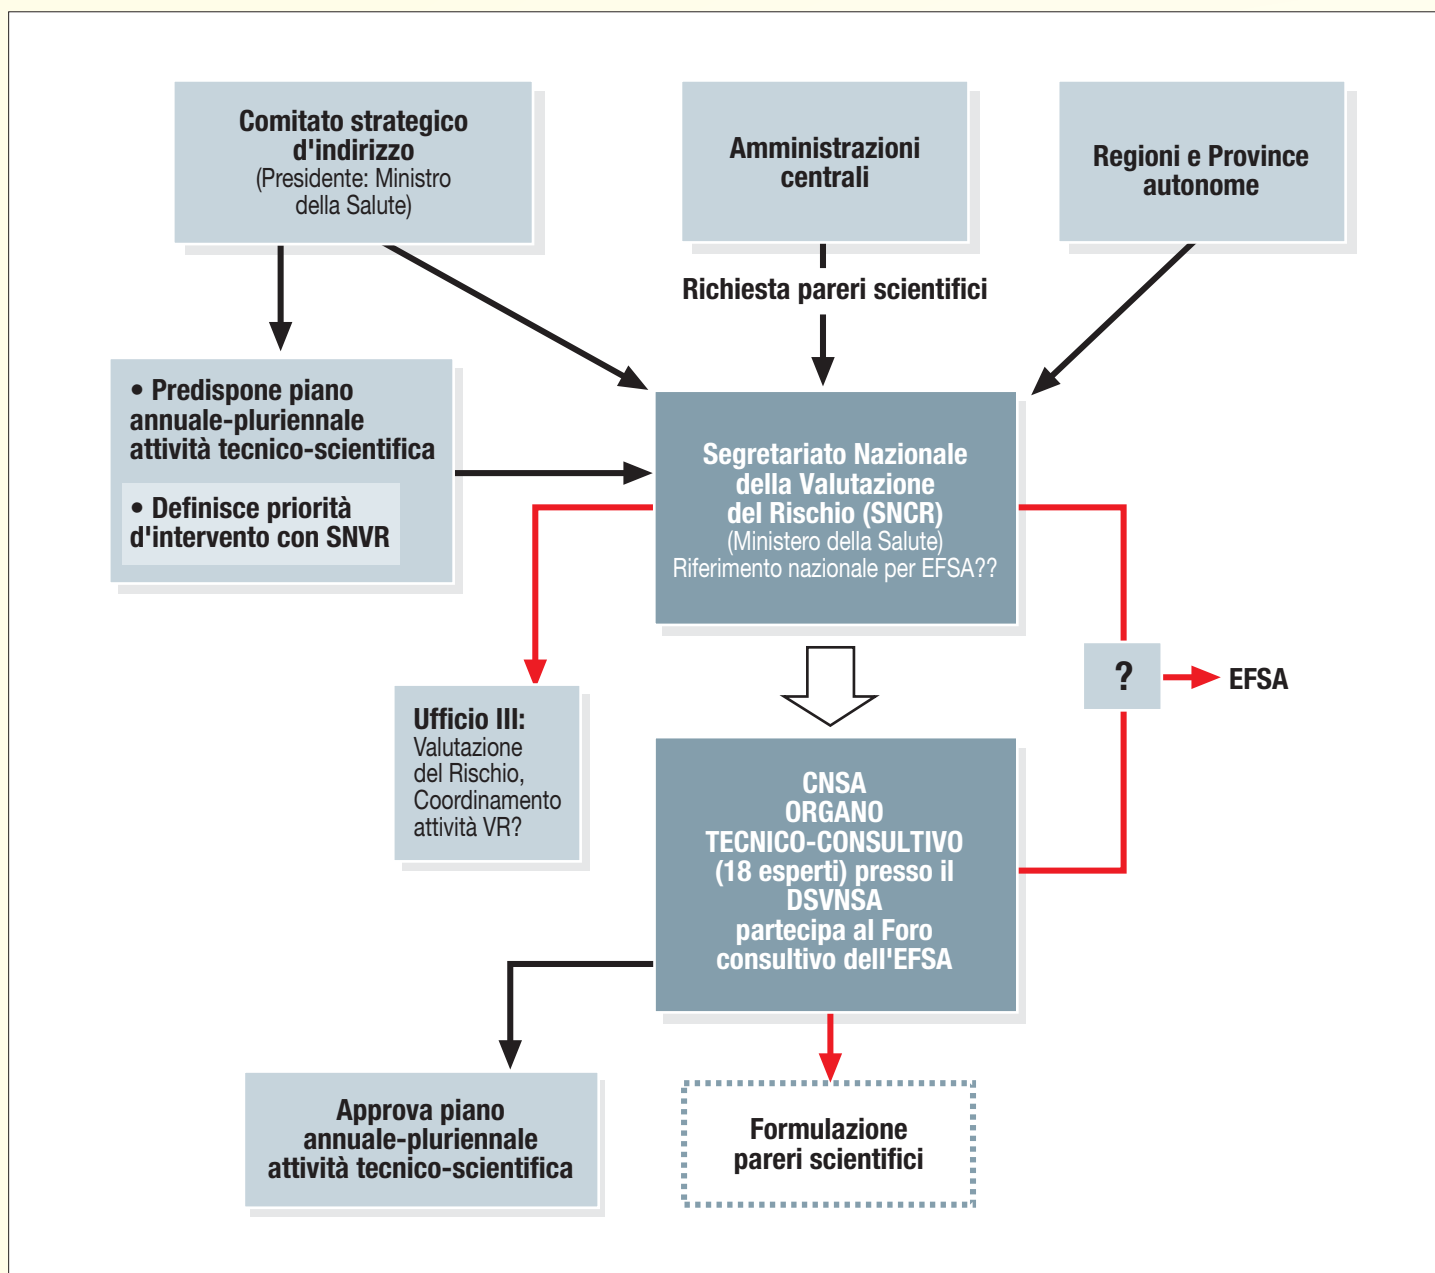 Comitato strategico
d'indirizzo
(Presidente: Ministro
della Salute)
Amministrazioni
centrali
Regioni e Province
autonome
Richiesta pareri scientifici
• Predispone piano
annuale-pluriennale
attività tecnico-scientifica
• Definisce priorità
d'intervento con SNVR
Segretariato Nazionale
della Valutazione
del Rischio (SNCR)
(Ministero della Salute)
Riferimento nazionale per EFSA??
?
EFSA
Ufficio III:
Valutazione
del Rischio,
Coordinamento
attività VR?
CNSA
ORGANO
TECNICO-CONSULTIVO
(18 esperti) presso il
DSVNSA
partecipa al Foro
consultivo dell'EFSA
Approva piano
annuale-pluriennale
attività tecnico-scientifica
Formulazione
pareri scientifici